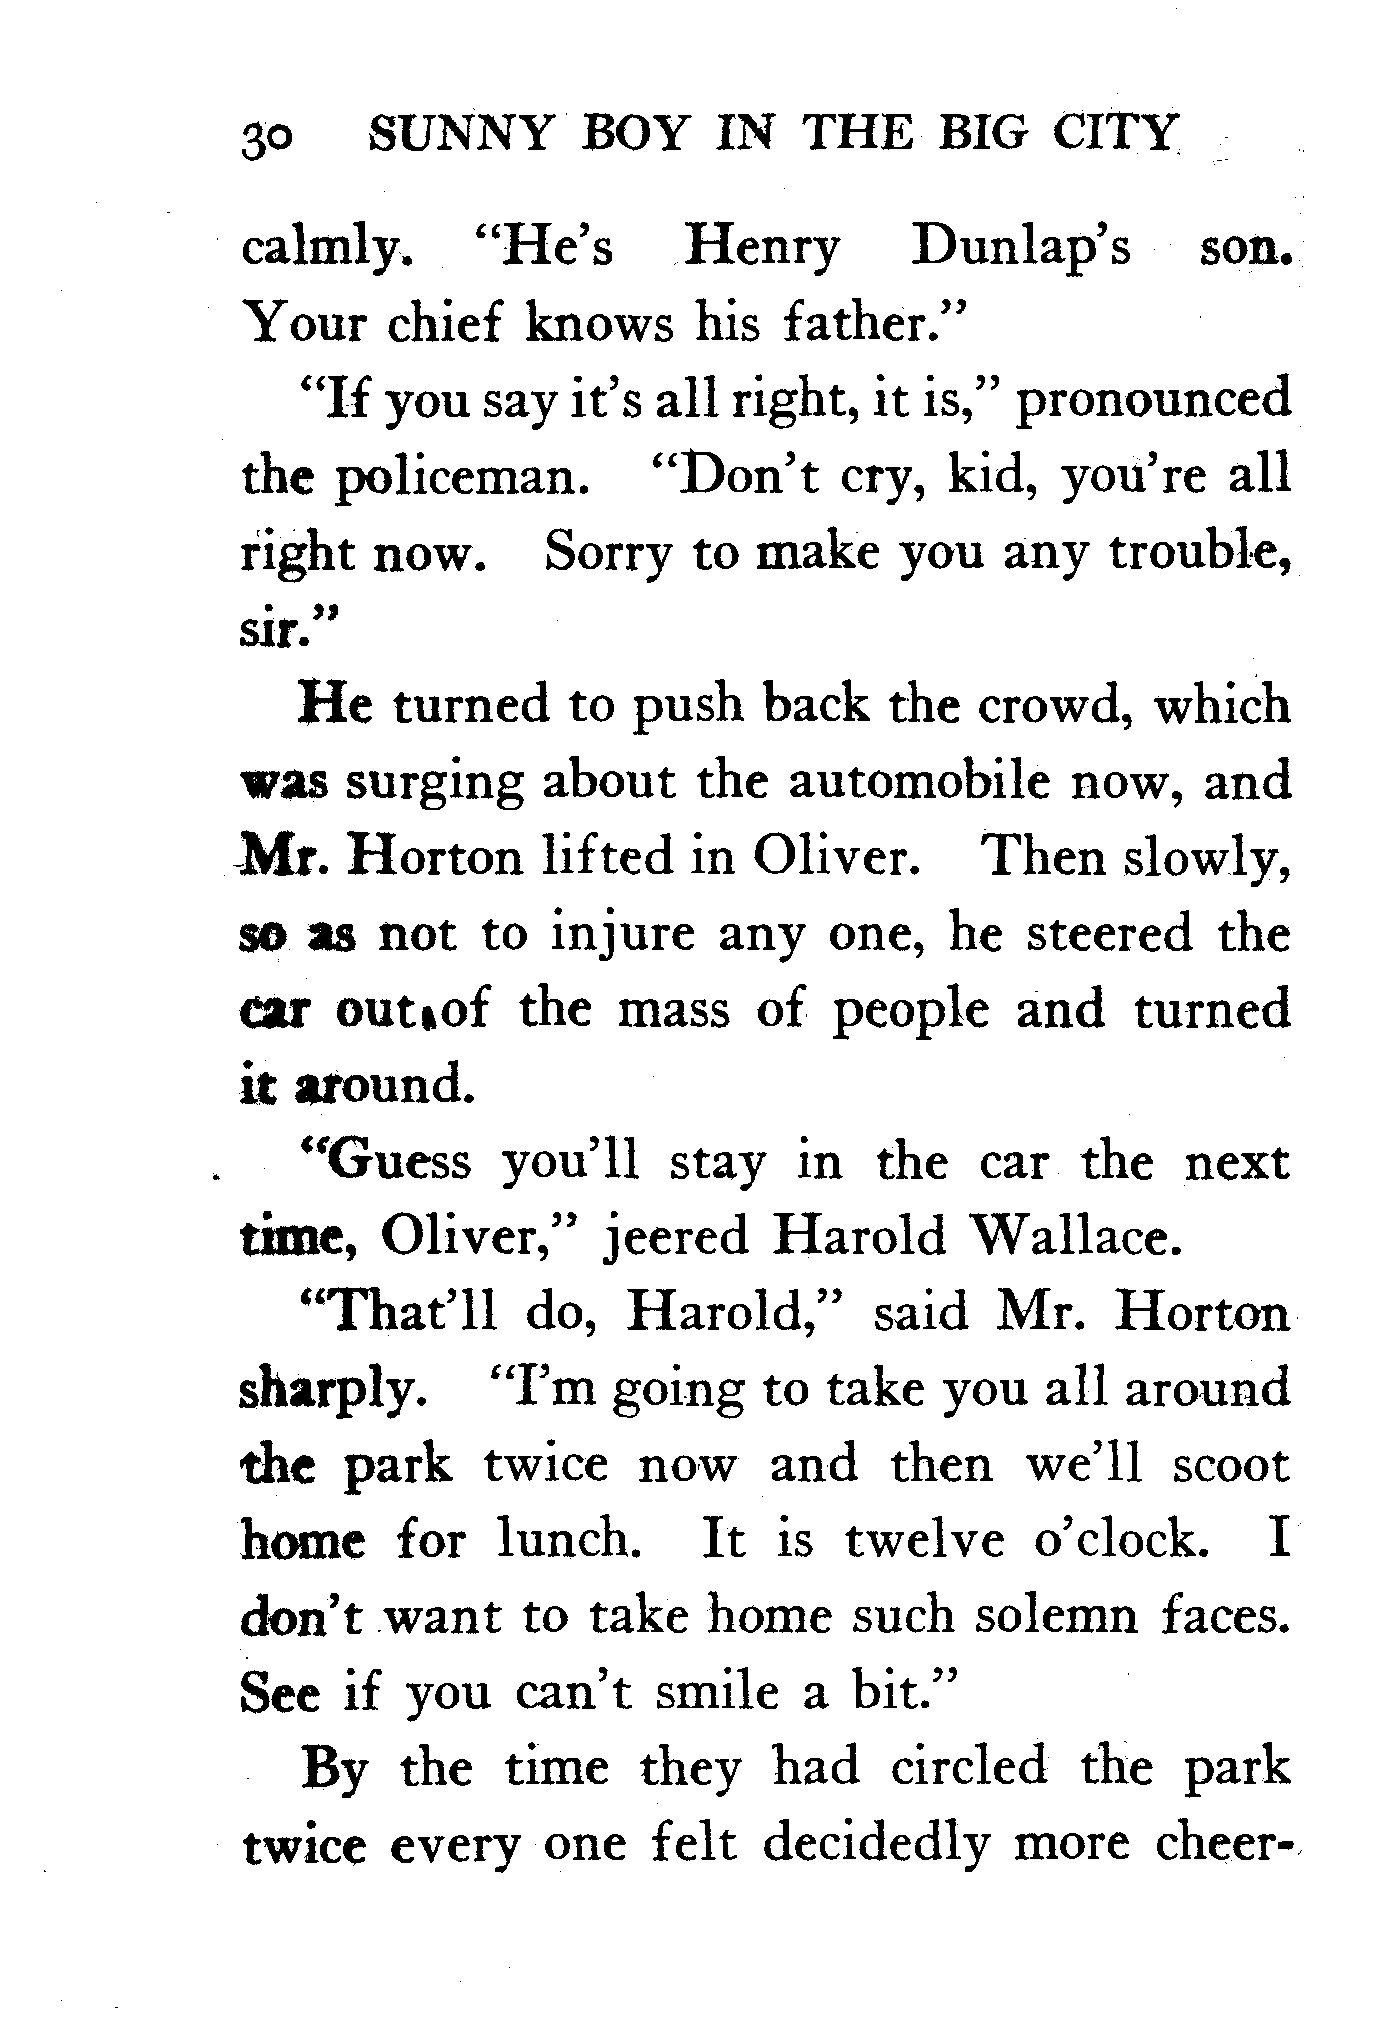 30 SUNNY BOY IN THE BIG CITY
calmly. “He’s Henry Dunlap’s son.
Your chief knows his father.”
“If you say it’s all right, it is,” pronounced
the policeman. “Don’t cry, kid, you’re all
right now. Sorry to make you any trouble,
sir.”
He turned to push back the crowd, which
was surging about the automobile now, and
Mr. Horton lifted in Oliver. Then slowly,
so as not to injure any one, he steered the
car out of the mass of people and turned
it around.
“Guess you’ll stay in the car the next
time, Oliver,” jeered Harold Wallace.
“That’ll do, Harold,” said Mr. Horton
sharply. “I’m going to take you all around
the park twice now and then we’ll scoot
home for lunch. It is twelve o’clock. I
don’t want to take home such solemn faces.
See if you can’t smile a bit.”
By the time they had circled the park
twice every one felt decidedly more cheer-